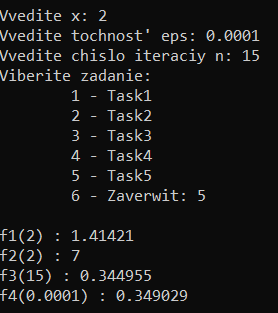 Vvedite x: 2
Vvedite tochnost' eps: 0.0001
Vvedite chislo iteraciy n: 15
Viberite zadanie:
1 - Task1
2 - Task2
3 - Task3
4 - Task4
5 - Task5
6 - Zaverwit: 5
f1(2) : 1.41421
f2(2) : 7
f3(15) : 0.344955
f4(0.0001) : 0.349029